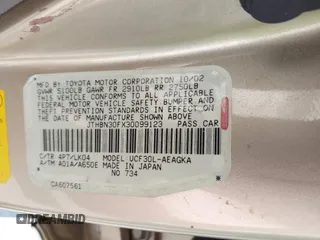 MFD BY: TOYOTA MOTOR CORPORATION 10/02
GVWR 5100LB GAWR FR 2910LB RR 2750LB
THIS VEHICLE CONFORMS TO ALL APPLICABLE
FEDERAL MOTOR VEHICLE SAFETY, BUMPER AND
THEFT PREVENTION STANDARDS IN EFFECT ON
THE DATE OF MANUFACTURE SHOWN ABOVE.
JTHBN30FX30099123 PASS CAR
C/TR 4P7/LK04 MODEL UCF30L-AEAGKA
T/A A01A/A650E MADE IN JAPAN
NO 734
CA607561
© AutoBidMaster